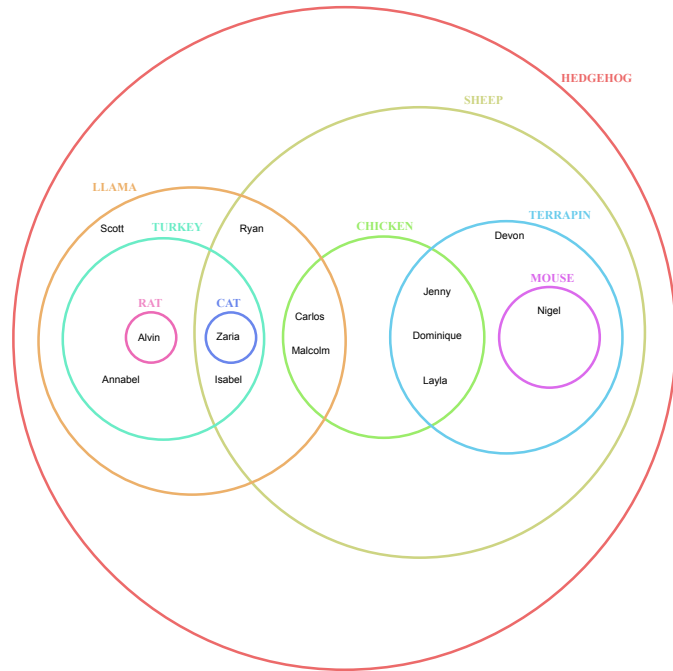 HEDGEHOG
SHEEP
LLAMA
TURKEY
CHICKEN
TERRAPIN
Scott
Ryan
Devon
Jenny
MOUSE
RAT
CAT
Nigel
Carlos
Alvin
Zaria
Dominique
Malcolm
Annabel
Isabel
Layla